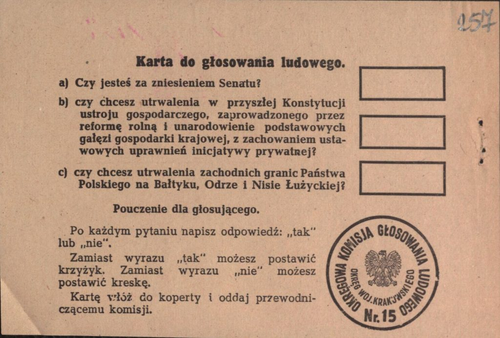 257
Karta do głosowania ludowego.
a) Czy jesteś za zniesieniem Senatu?
b) czy chcesz utrwalenia w przyszłej Konstytucji
ustroju gospodarczego, zaprowadzonego przez
reformę rolną i unarodowienie podstawowych
gałęzi gospodarki krajowej, z zachowaniem usta-
wowych uprawnień inicjatywy prywatnej?
c) czy chcesz utrwalenia zachodnich granic Państwa
Polskiego na Bałtyku, Odrze i Nisie Łużyckiej?
Pouczenie dla głosującego.
Po każdym pytaniu napisz odpowiedź: „tak"
lub „nie".
Zamiast wyrazu „tak" możesz postawić
krzyżyk. Zamiast wyrazu „nie" możesz
postawić kreskę.
Kartę włóż do koperty i oddaj przewodni-
czącemu komisji.
OKRĘGOWA KOMISJA GŁOSOWANIA LUDOWEGO
OKRĘG WOJ. KRAKOWSKIEGO
Nr. 15